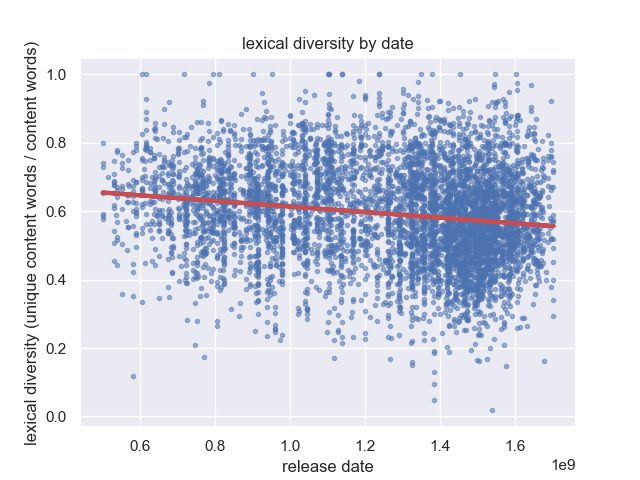 lexical diversity by date
lexical diversity (unique content words / content words)
1.0
0.8
0.6
0.4
0.2
0.0
0.6 0.8 1.0 1.2 1.4 1.6
1e9
release date